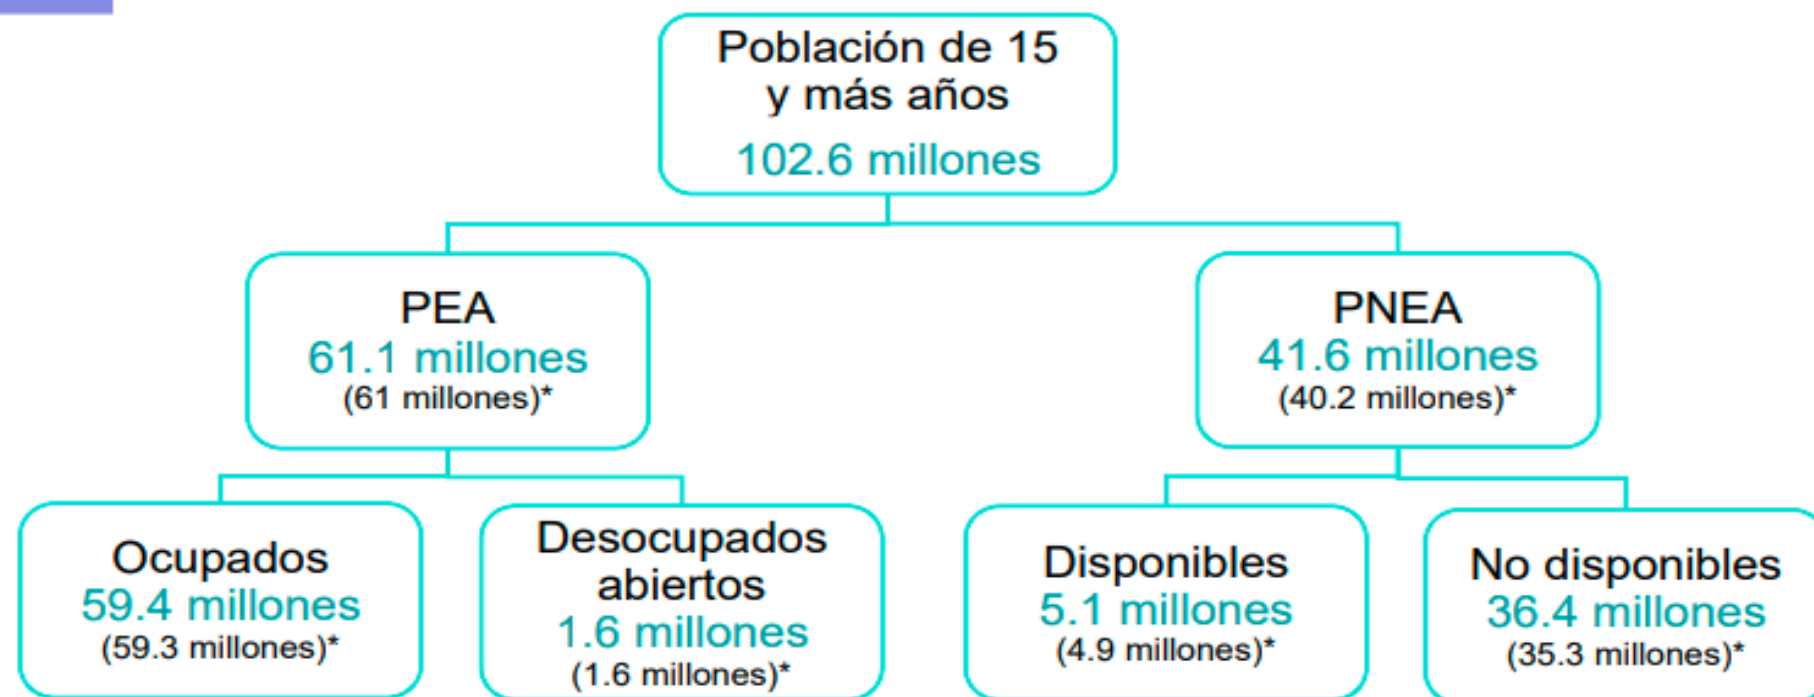 Población de 15
y más años
102.6 millones
PEA
61.1 millones
(61 millones)*
PNEA
41.6 millones
(40.2 millones)*
Ocupados
59.4 millones
(59.3 millones)*
Desocupados
abiertos
1.6 millones
(1.6 millones)*
Disponibles
5.1 millones
(4.9 millones)*
No disponibles
36.4 millones
(35.3 millones)*